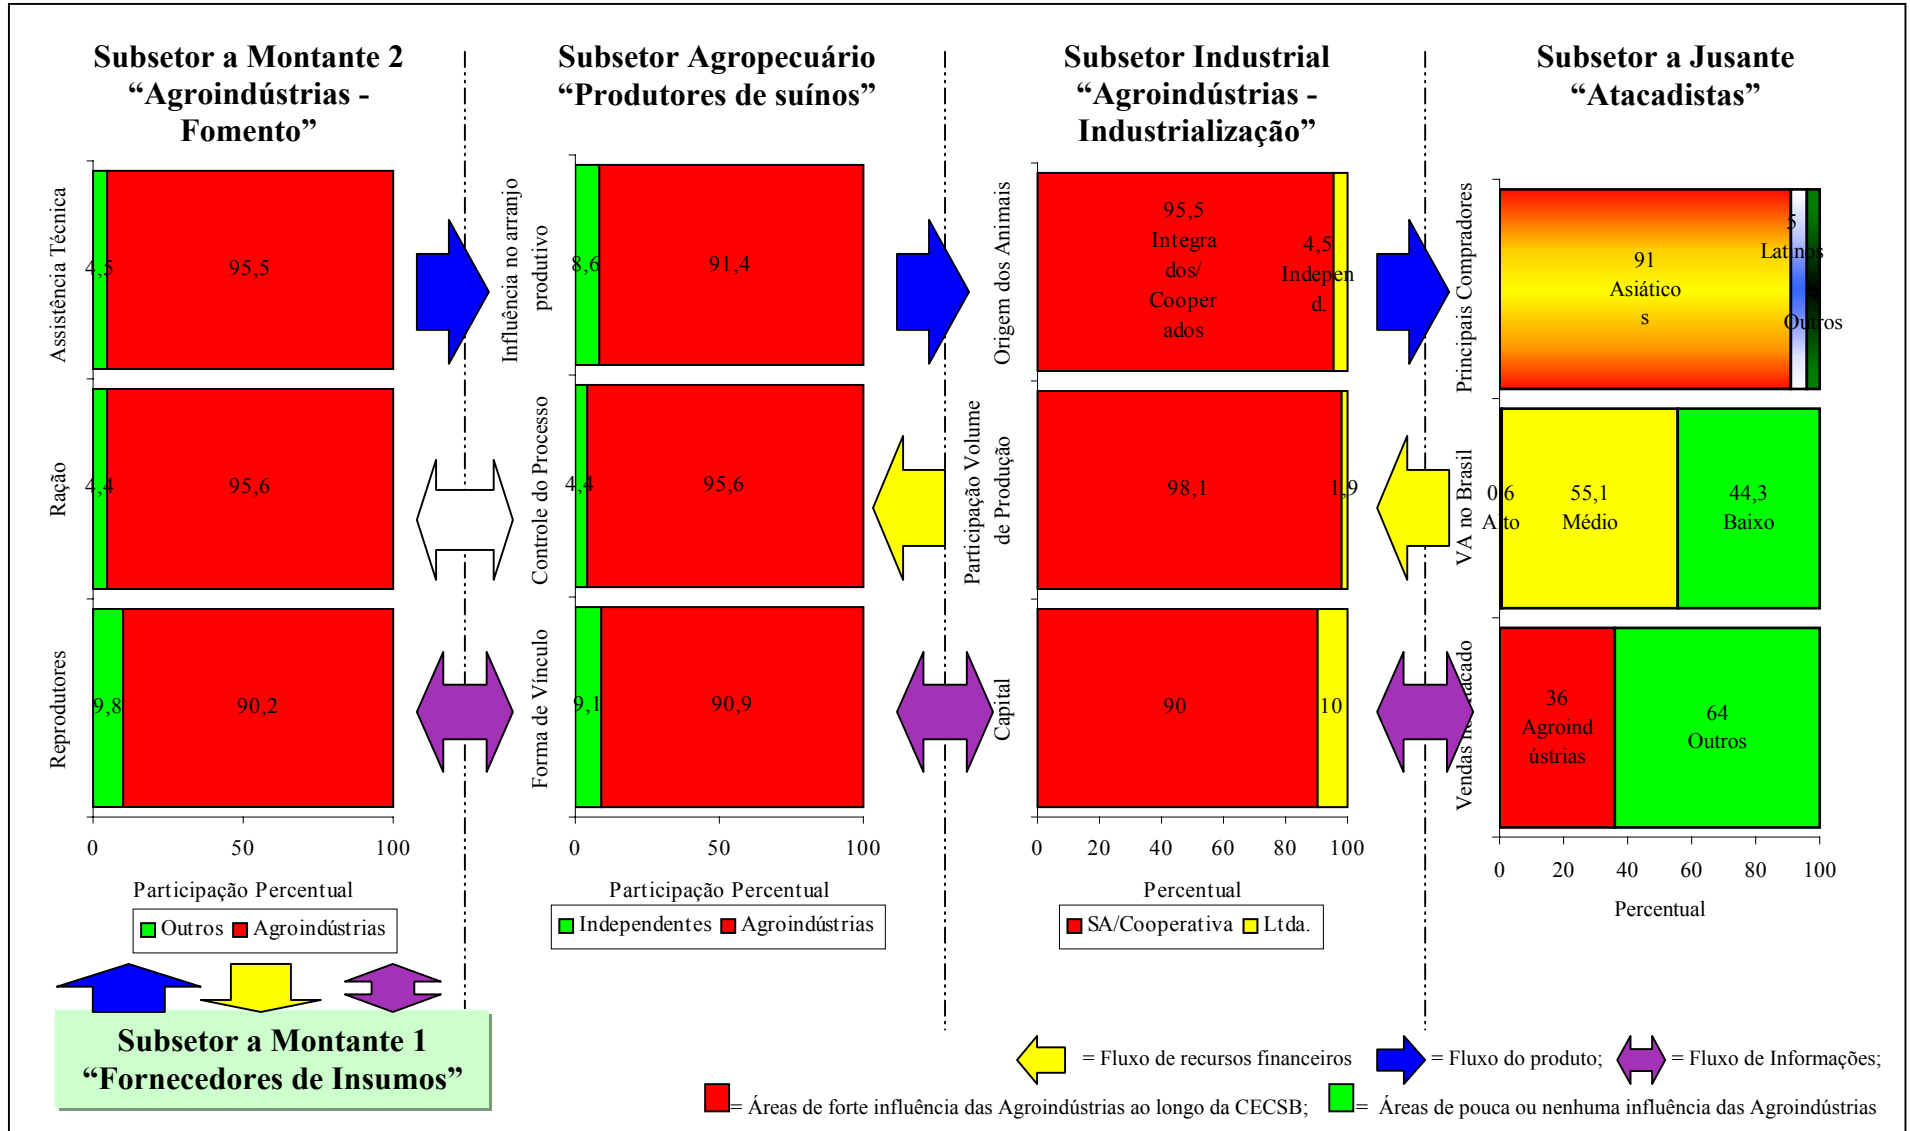 Subsetor a Montante 2
“Agroindústrias -
Fomento”
Assistência Técnica
4,5
95,5
Ração
4,4
95,6
Reprodutores
9,8
90,2
0
50
100
Participação Percentual
Outros
Agroindústrias
Subsetor a Montante 1
“Fornecedores de Insumos”
Subsetor Agropecuário
“Produtores de suínos”
Influência no arranjo
produtivo
8,6
91,4
Controle do Processo
4,4
95,6
Forma de Vínculo
9,1
90,9
0
50
100
Participação Percentual
Independentes
Agroindústrias
Subsetor Industrial
“Agroindústrias -
Industrialização”
Origem dos Animais
95,5
Integra
dos/
Cooper
ados
4,5
Indepen
d.
Participação Volume
de Produção
98,1
1,9
Capital
90
10
0
20
40
60
80
100
Percentual
SA/Cooperativa
Ltda.
Subsetor a Jusante
“Atacadistas”
Principais Compradores
91
Asiático
s
5
Latinos
Outros
VA no Brasil
0,6
Alto
55,1
Médio
44,3
Baixo
Vendas no Atacado
36
Agroind
ústrias
64
Outros
0
20
40
60
80
100
Percentual
= Fluxo de recursos financeiros
= Fluxo do produto;
= Fluxo de Informações;
= Áreas de forte influência das Agroindústrias ao longo da CECSB;
= Áreas de pouca ou nenhuma influência das Agroindústrias